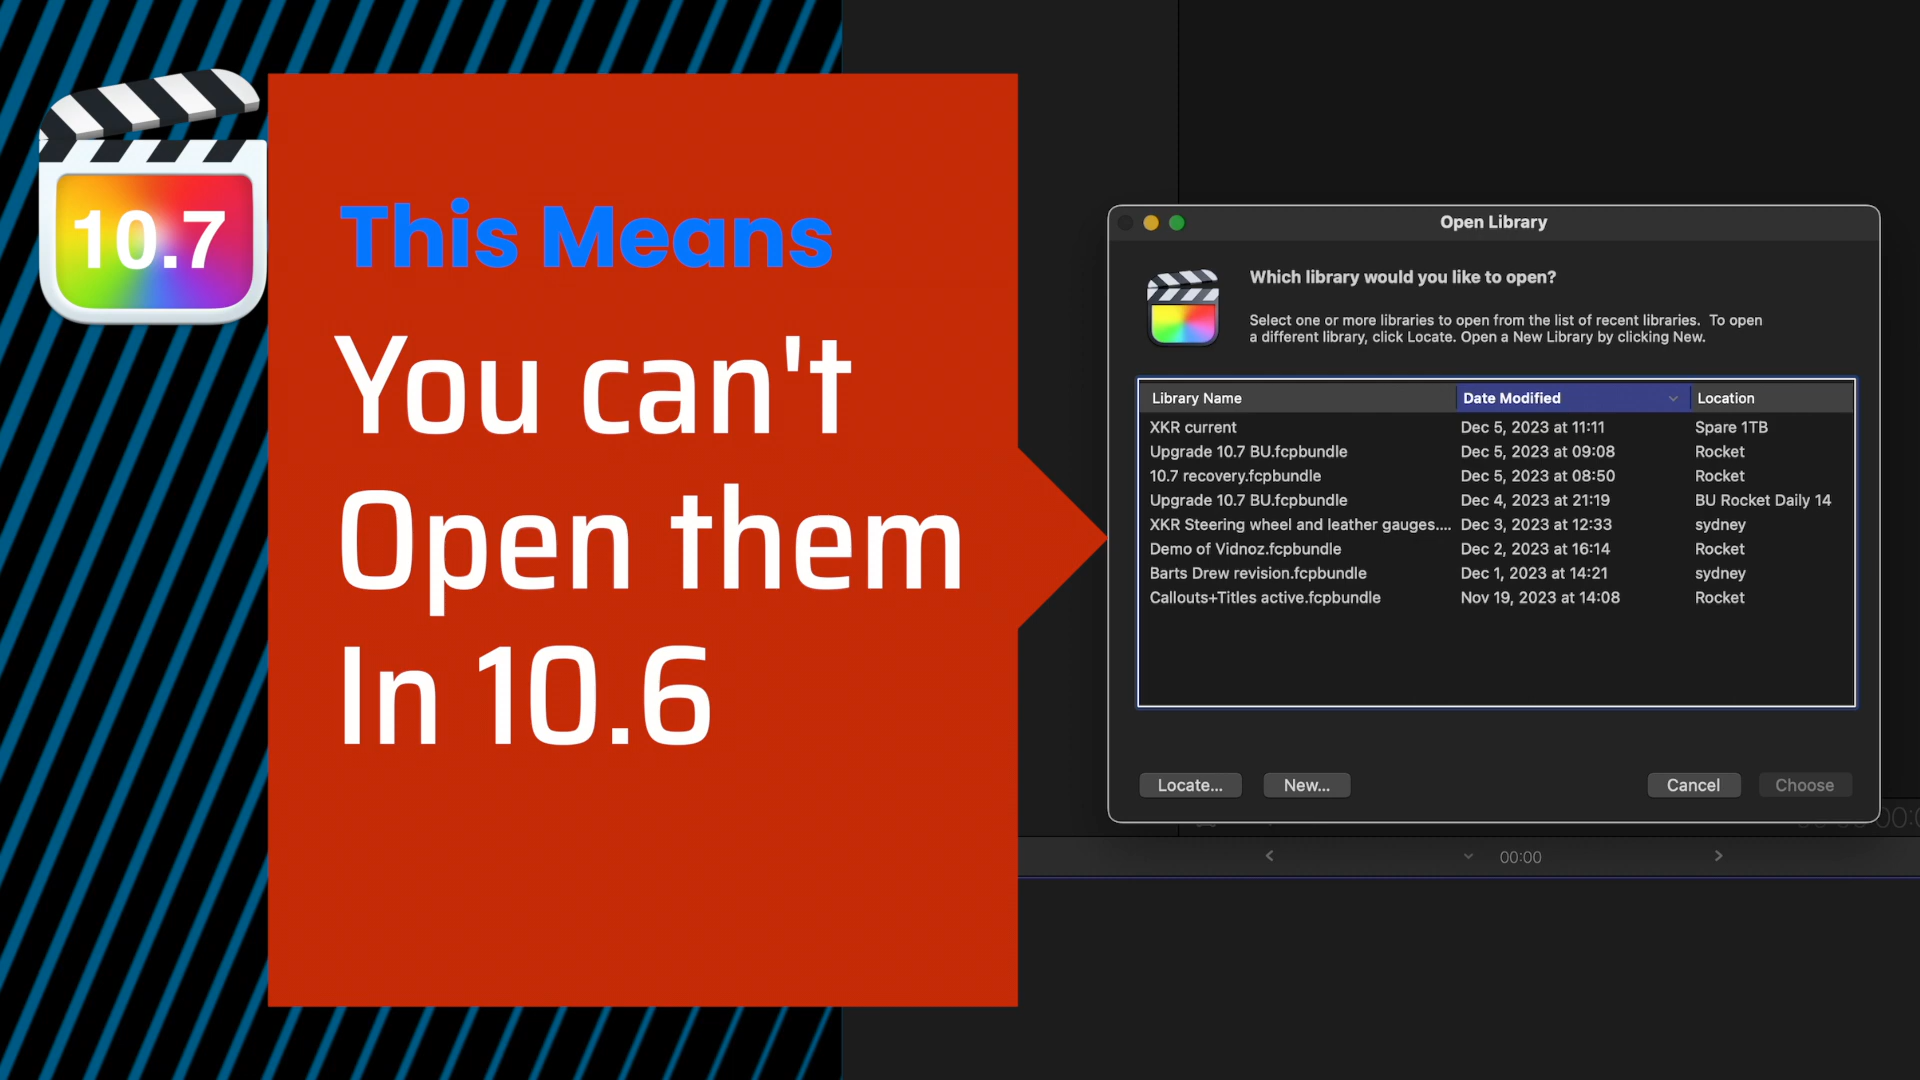 10.7
This Means
You can't
Open them
In 10.6
Open Library
Which library would you like to open?
Select one or more libraries to open from the list of recent libraries.  To open
a different library, click Locate. Open a New Library by clicking New.
Library Name Date Modified Location
XKR current Dec 5, 2023 at 11:11 Spare 1TB
Upgrade 10.7 BU.fcpbundle Dec 5, 2023 at 09:08 Rocket
10.7 recovery.fcpbundle Dec 5, 2023 at 08:50 Rocket
Upgrade 10.7 BU.fcpbundle Dec 4, 2023 at 21:19 BU Rocket Daily 14
XKR Steering wheel and leather gauges.... Dec 3, 2023 at 12:33 sydney
Demo of Vidnoz.fcpbundle Dec 2, 2023 at 16:14 Rocket
Barts Drew revision.fcpbundle Dec 1, 2023 at 14:21 sydney
Callouts+Titles active.fcpbundle Nov 19, 2023 at 14:08 Rocket
Locate... New... Cancel Choose
00:00